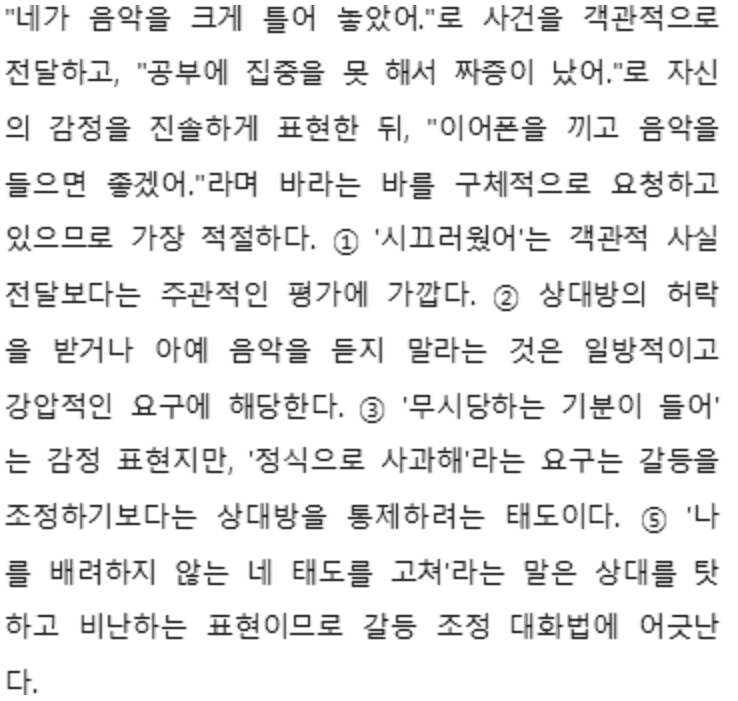 "네가 음악을 크게 틀어 놓았어."로 사건을 객관적으로
전달하고, "공부에 집중을 못 해서 짜증이 났어."로 자신
의 감정을 진솔하게 표현한 뒤, "이어폰을 끼고 음악을
들으면 좋겠어."라며 바라는 바를 구체적으로 요청하고
있으므로 가장 적절하다. ① '시끄러웠어'는 객관적 사실
전달보다는 주관적인 평가에 가깝다. ② 상대방의 허락
을 받거나 아예 음악을 듣지 말라는 것은 일방적이고
강압적인 요구에 해당한다. ③ '무시당하는 기분이 들어'
는 감정 표현지만, '정식으로 사과해'라는 요구는 갈등을
조정하기보다는 상대방을 통제하려는 태도이다. ⑤ '나
를 배려하지 않는 네 태도를 고쳐'라는 말은 상대를 탓
하고 비난하는 표현이므로 갈등 조정 대화법에 어긋난
다.